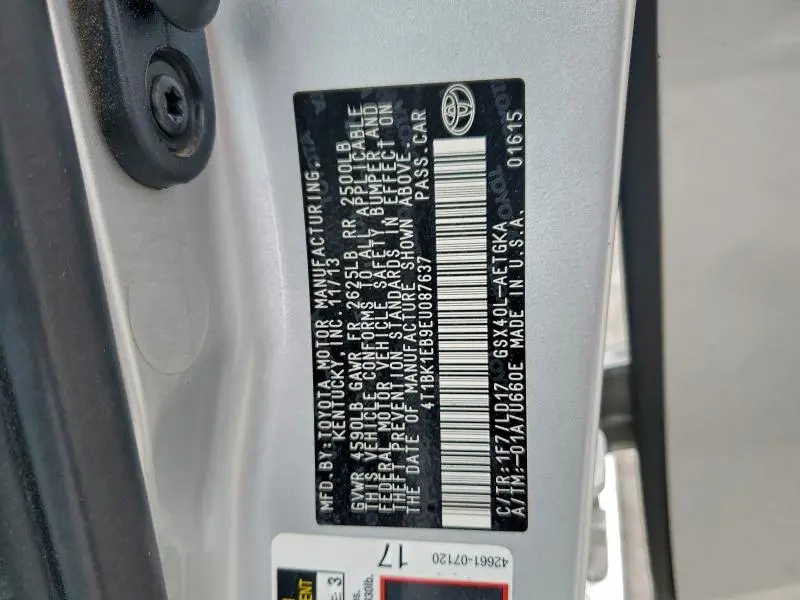 MFD. BY: TOYOTA MOTOR MANUFACTURING,
KENTUCKY, INC. 11/13
GVWR 4590LB GAWR FR 2625LB RR 2500LB
THIS VEHICLE CONFORMS TO ALL APPLICABLE
FEDERAL MOTOR VEHICLE SAFETY BUMPER AND
THEFT PREVENTION STANDARDS IN EFFECT ON
THE DATE OF MANUFACTURE SHOWN ABOVE.
4T1BK1EB9EU087637 PASS. CAR
C/TR: 1F7/LD17 GSX40L-AETGKA 01615
A/TM: -01A/U660E MADE IN U.S.A.
42661-07120
17
3